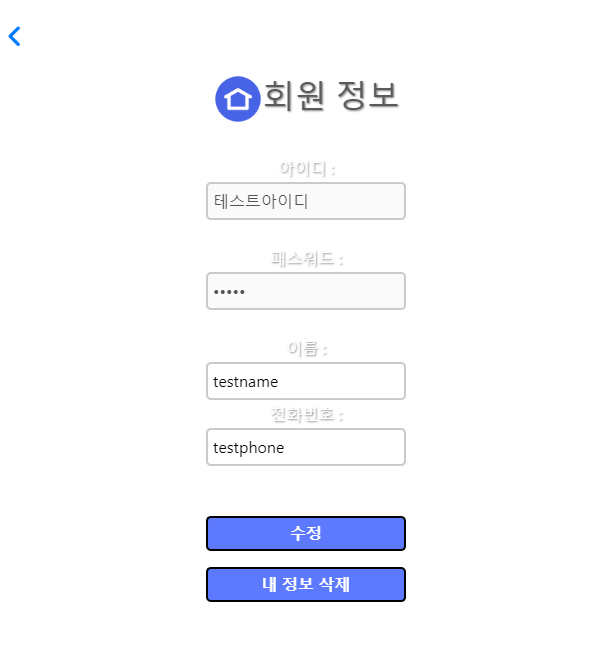 회원 정보
아이디 :
테스트아이디
패스워드 :
•••••
이름 :
testname
전화번호 :
testphone
수정
내 정보 삭제